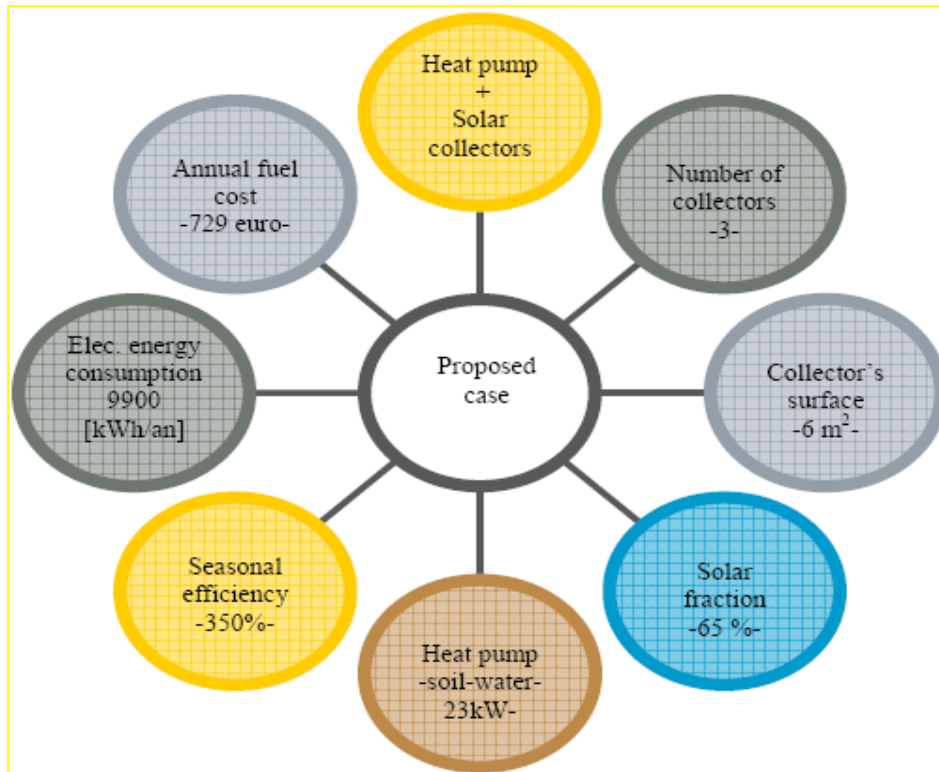 Heat pump
+
Solar
collectors
Number of
collectors
-3-
Collector's
surface
-6 m²-
Solar
fraction
-65 %-
Heat pump
-soil-water-
23kW-
Seasonal
efficiency
-350%-
Elec. energy
consumption
9900
[kWh/an]
Annual fuel
cost
-729 euro-
Proposed
case